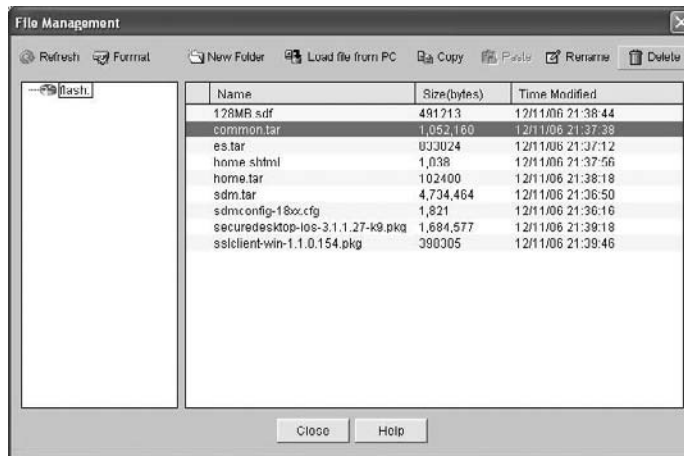 File Management
Refresh Format New Folder Load file from PC Copy Paste Rename Delete
flash:
Name Size(bytes) Time Modified
128MB.sdf 491213 12/11/06 21:38:44
common.tar 1,052,160 12/11/06 21:37:38
es.tar 833024 12/11/06 21:37:12
home.shtml 1,038 12/11/06 21:37:56
home.tar 102400 12/11/06 21:38:18
sdm.tar 4,734,464 12/11/06 21:36:50
sdmconfig-18xx.cfg 1,821 12/11/06 21:36:16
securedesktop-ios-3.1.1.27-k9.pkg 1,684,577 12/11/06 21:39:18
sslclient-win-1.1.0.154.pkg 398305 12/11/06 21:39:46
Close Help